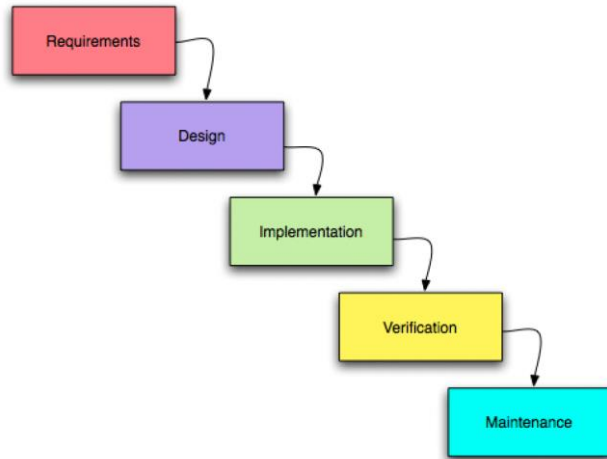 Requirements
Design
Implementation
Verification
Maintenance